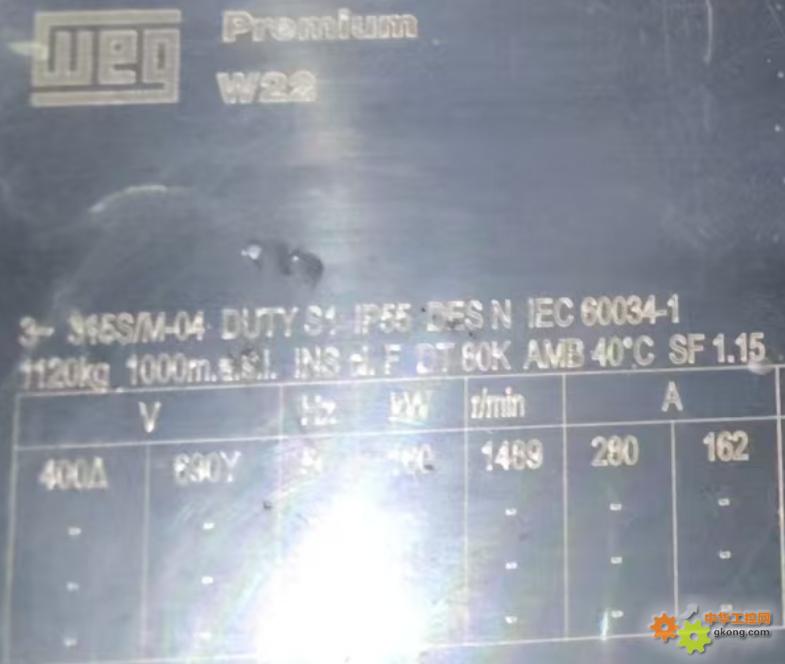 weg
Premium
W22
3~ 315S/M-04 DUTY S1 IP55 DES N IEC 60034-1
1120kg 1000m.a.s.l. INS cl. F DT 80K AMB 40°C SF 1.15
V Hz kW r/min A
400Δ 690Y 160 1489 280 162
- - - - -
- - - - -
- - - - -
中华工控网
gkong.com